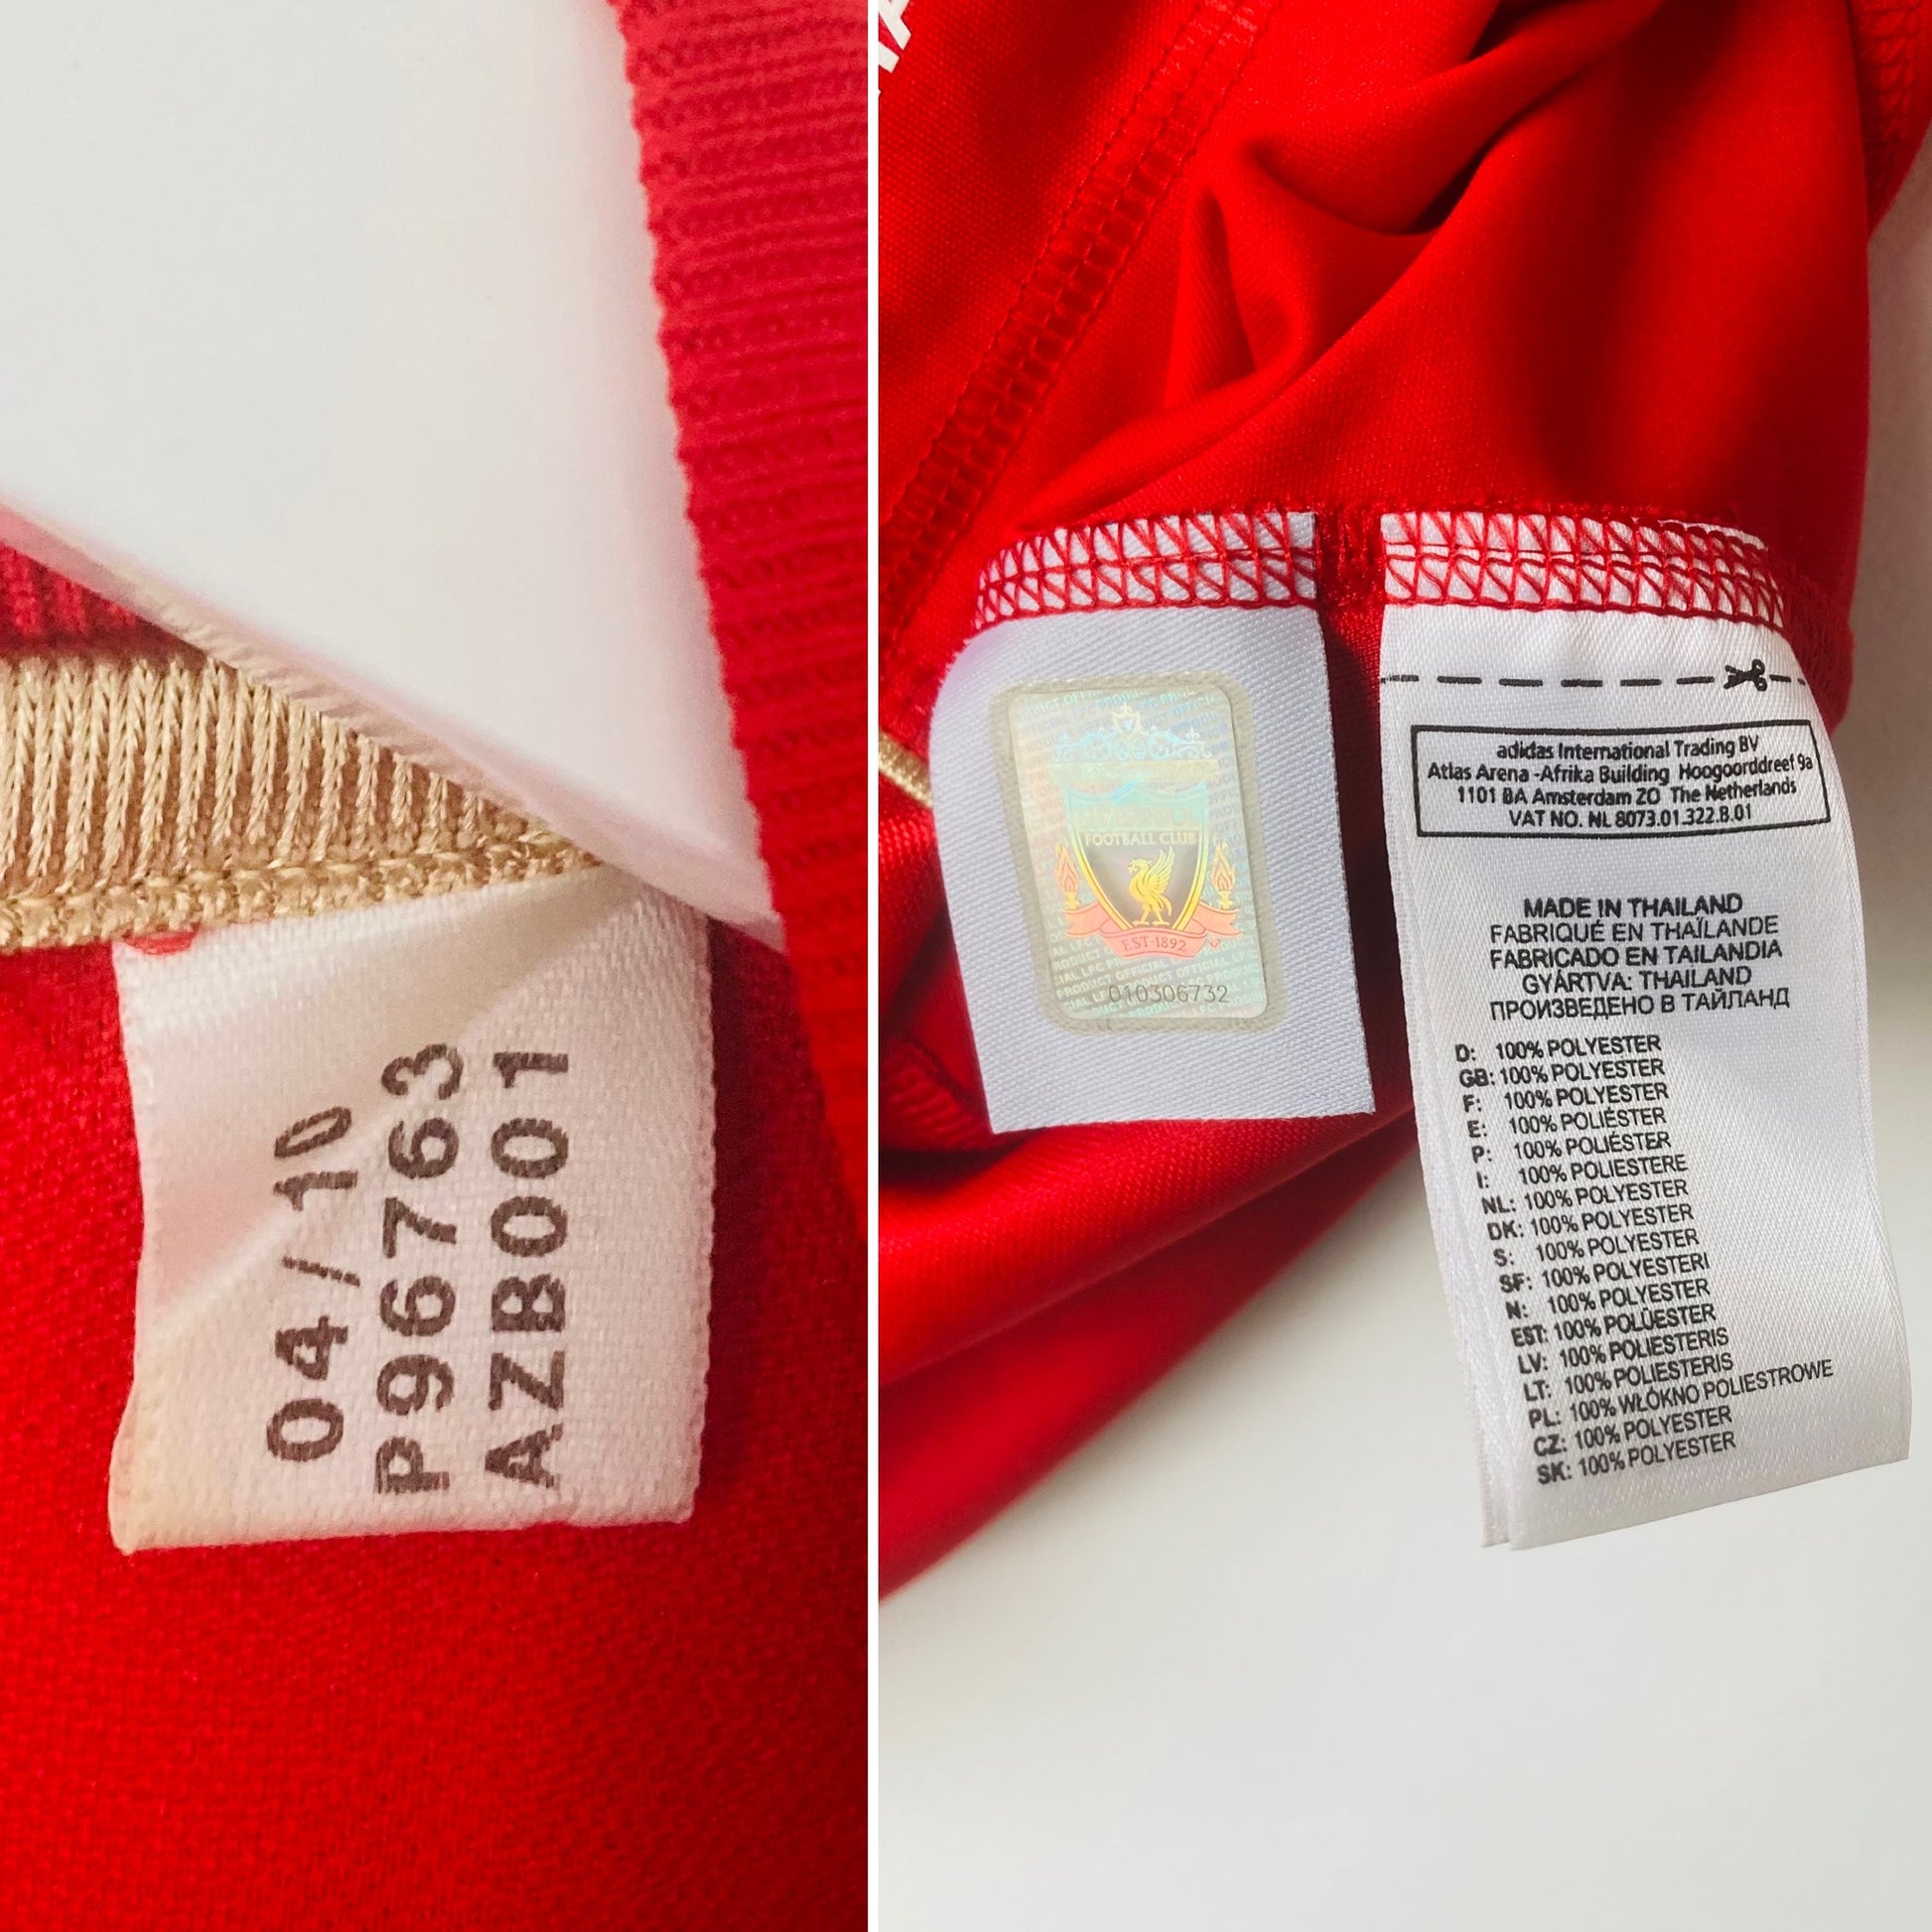 04/10
P96763
AZB001
FOOTBALL CLUB
EST·1892
010306732
adidas International Trading BV
Atlas Arena -Afrika Building Hoogoorddreef 9a
1101 BA Amsterdam ZO The Netherlands
VAT NO. NL 8073.01.322.B.01
MADE IN THAILAND
FABRIQUÉ EN THAÏLANDE
FABRICADO EN TAILANDIA
GYÁRTVA: THAILAND
ПРОИЗВЕДЕНО В ТАЙЛАНД
D: 100% POLYESTER
GB: 100% POLYESTER
F: 100% POLYESTER
E: 100% POLIÉSTER
P: 100% POLIÉSTER
I: 100% POLIESTERE
NL: 100% POLYESTER
DK: 100% POLYESTER
S: 100% POLYESTER
SF: 100% POLYESTERI
N: 100% POLYESTER
EST: 100% POLÜESTER
LV: 100% POLIESTERIS
LT: 100% POLIESTERIS
PL: 100% WŁÓKNO POLIESTROWE
CZ: 100% POLYESTER
SK: 100% POLYESTER